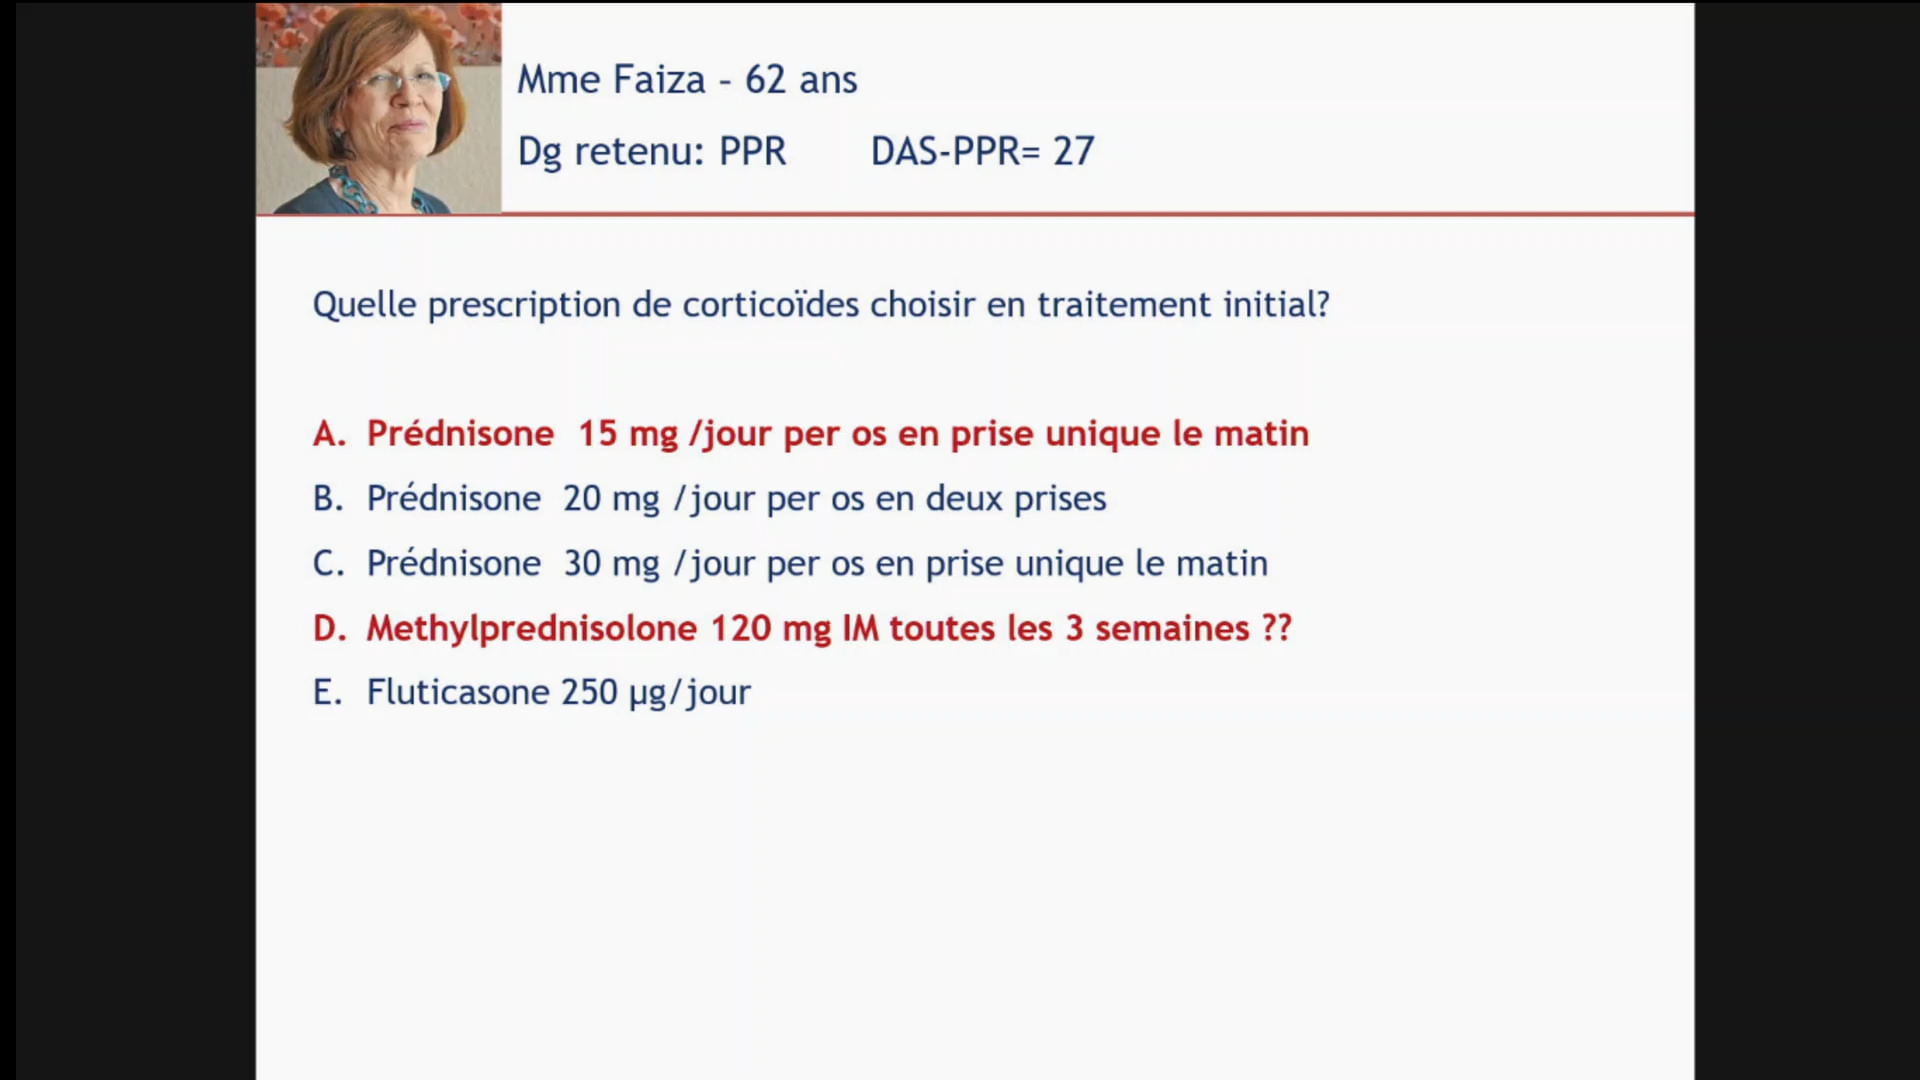 Mme Faiza – 62 ans
Dg retenu: PPR DAS-PPR= 27
Quelle prescription de corticoïdes choisir en traitement initial?
A. Prédnisone 15 mg /jour per os en prise unique le matin
B. Prédnisone 20 mg /jour per os en deux prises
C. Prédnisone 30 mg /jour per os en prise unique le matin
D. Methylprednisolone 120 mg IM toutes les 3 semaines ??
E. Fluticasone 250 µg/jour